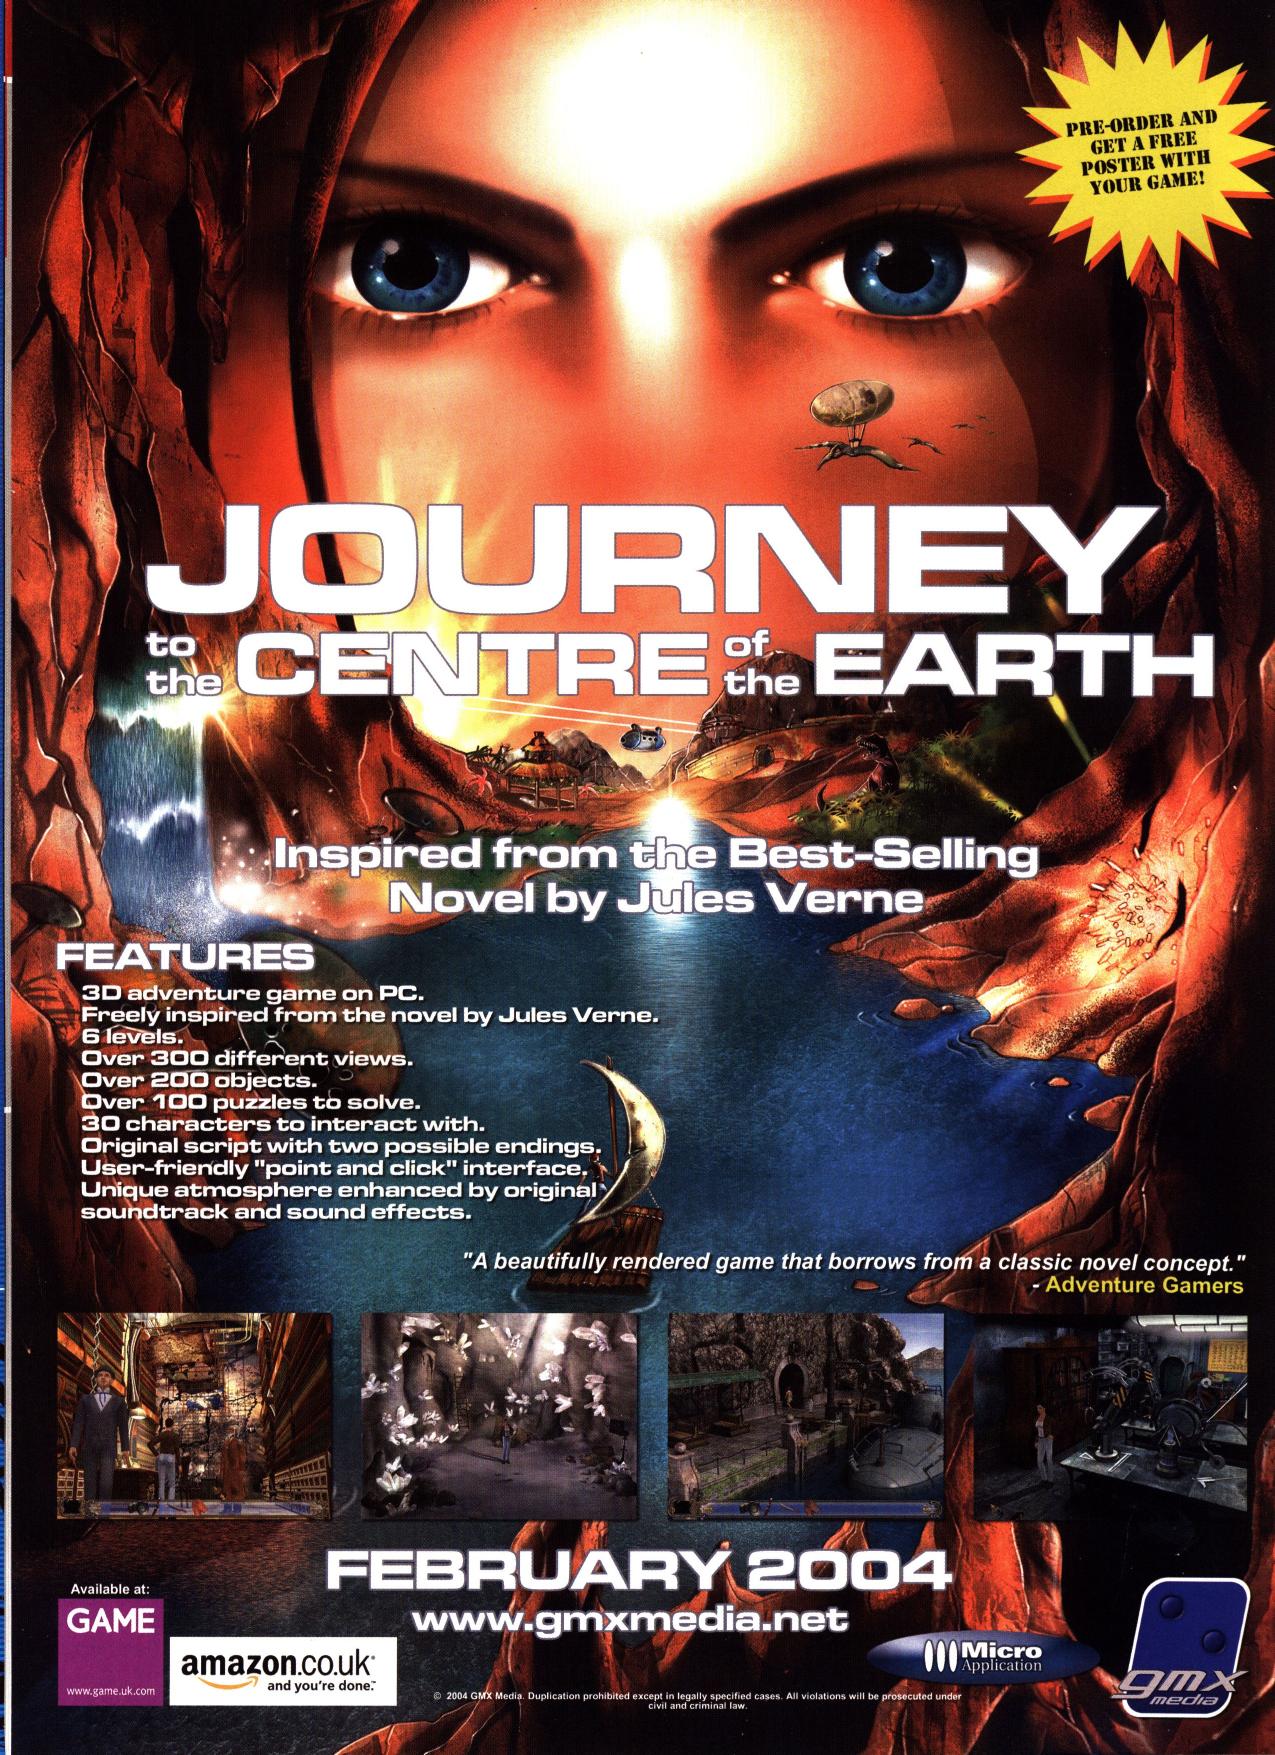 PRE-ORDER AND
GET A FREE
POSTER WITH
YOUR GAME!
JOURNEY
to the CENTRE of the EARTH
Inspired from the Best-Selling
Novel by Jules Verne
FEATURES
3D adventure game on PC.
Freely inspired from the novel by Jules Verne.
6 levels.
Over 300 different views.
Over 200 objects.
Over 100 puzzles to solve.
30 characters to interact with.
Original script with two possible endings.
User-friendly "point and click" interface.
Unique atmosphere enhanced by original
soundtrack and sound effects.
"A beautifully rendered game that borrows from a classic novel concept."
- Adventure Gamers
FEBRUARY 2004
www.gmxmedia.net
Available at:
GAME
www.game.uk.com
amazon.co.uk
and you're done.™
Micro
Application
gmx
media
© 2004 GMX Media. Duplication prohibited except in legally specified cases. All violations will be prosecuted under
civil and criminal law.